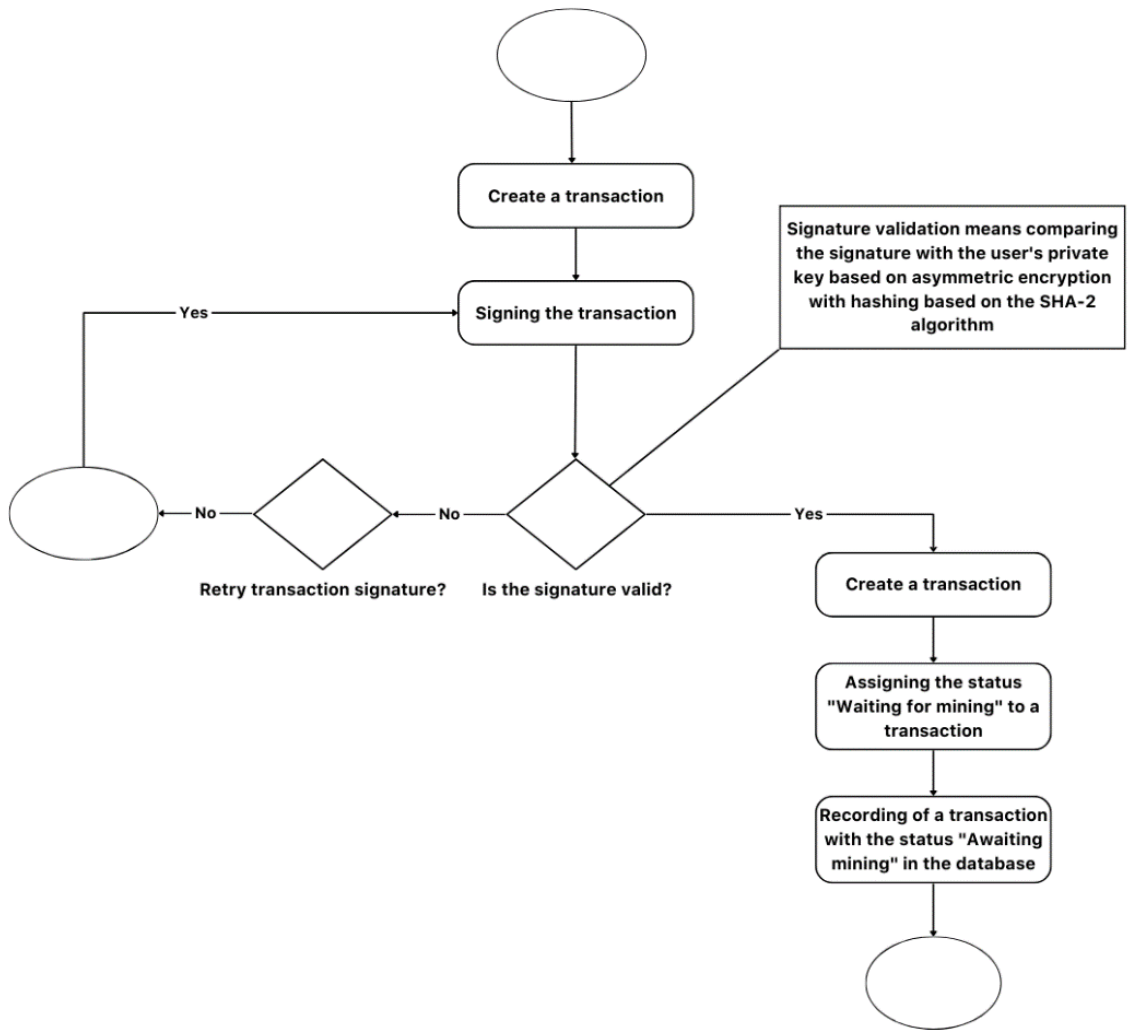 Create a transaction
Signature validation means comparing
the signature with the user's private
key based on asymmetric encryption
with hashing based on the SHA-2
algorithm
Yes
Signing the transaction
No
No
Yes
Retry transaction signature?
Is the signature valid?
Create a transaction
Assigning the status
"Waiting for mining" to a
transaction
Recording of a transaction
with the status "Awaiting
mining" in the database